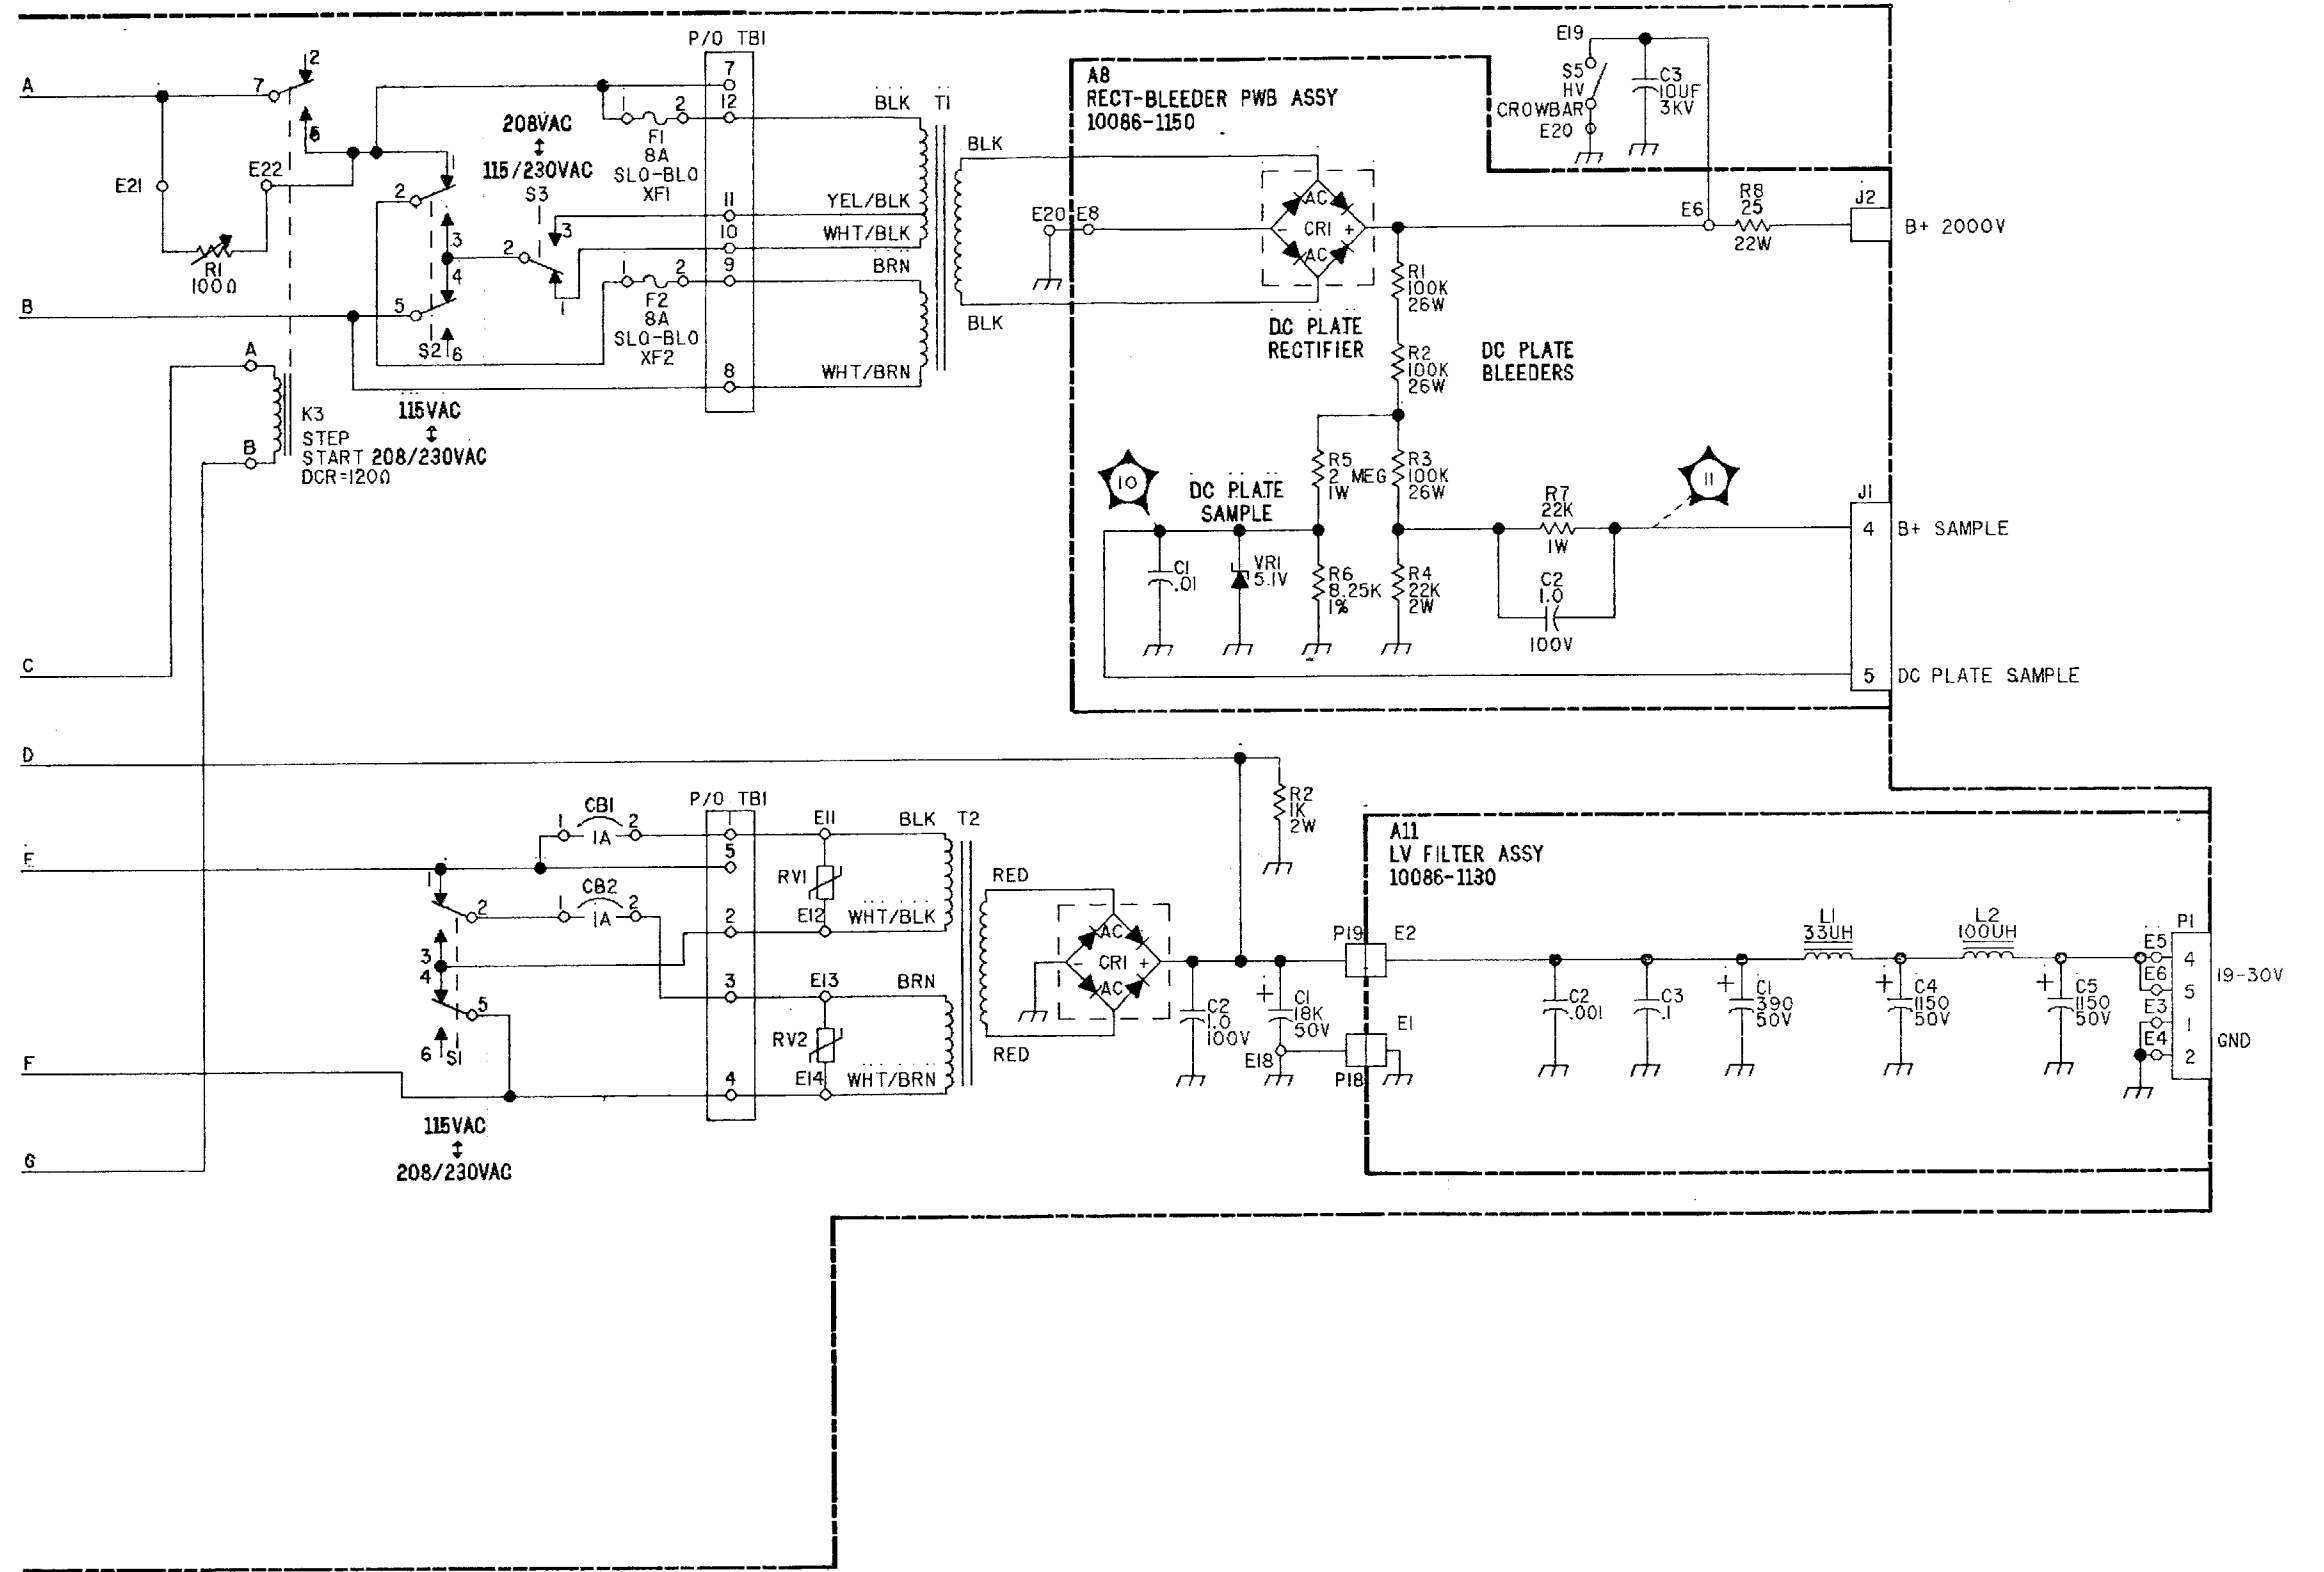 P/O TB1
E19
A
2
7
6
7
12
11
10
9
8
1
2
F1
8A
SLO-BLO
XF1
208VAC
115/230VAC
S3
BLK
T1
YEL/BLK
WHT/BLK
BRN
WHT/BRN
BLK
BLK
A8
RECT-BLEEDER PWB ASSY
10086-1150
S5
HV
CROWBAR
E20
C3
10UF
3KV
E21
E22
R1
100Ω
1
2
3
4
5
6
S2
2
3
1
1
2
F2
8A
SLO-BLO
XF2
B
A
B
K3
STEP
START
DCR=120Ω
115VAC
208/230VAC
E20
E8
AC
- CR1 +
AC
DC PLATE
RECTIFIER
E6
R8
25
22W
J2
B+ 2000V
R1
100K
26W
R2
100K
26W
DC PLATE
BLEEDERS
R5
2 MEG
1W
R3
100K
26W
10
DC PLATE
SAMPLE
11
R7
22K
1W
J1
4
B+ SAMPLE
C1
.01
VR1
5.1V
R6
8.25K
1%
R4
22K
2W
C2
1.0
100V
5
DC PLATE SAMPLE
C
D
R2
1K
2W
P/O TB1
CB1
1
2
1A
1
5
2
3
4
E11
RV1
E12
BLK
T2
WHT/BLK
E
1
2
CB2
1
2
1A
3
4
5
6
S1
E13
RV2
E14
BRN
WHT/BRN
RED
RED
AC
- CR1 +
AC
C2
1.0
100V
+
C1
18K
50V
E18
P19
E2
E1
P18
A11
LV FILTER ASSY
10086-1130
C2
.001
C3
.1
+
C1
390
50V
L1
33UH
+
C4
1150
50V
L2
100UH
+
C5
1150
50V
P1
E5
4
E6
5
E3
1
E4
2
19-30V
GND
F
115VAC
208/230VAC
G